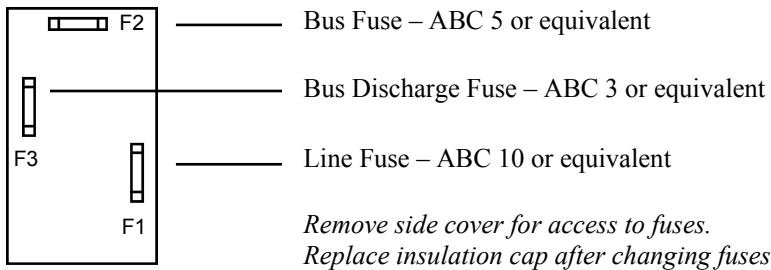 F2 Bus Fuse – ABC 5 or equivalent
Bus Discharge Fuse – ABC 3 or equivalent
F3 Line Fuse – ABC 10 or equivalent
F1 Remove side cover for access to fuses.
Replace insulation cap after changing fuses